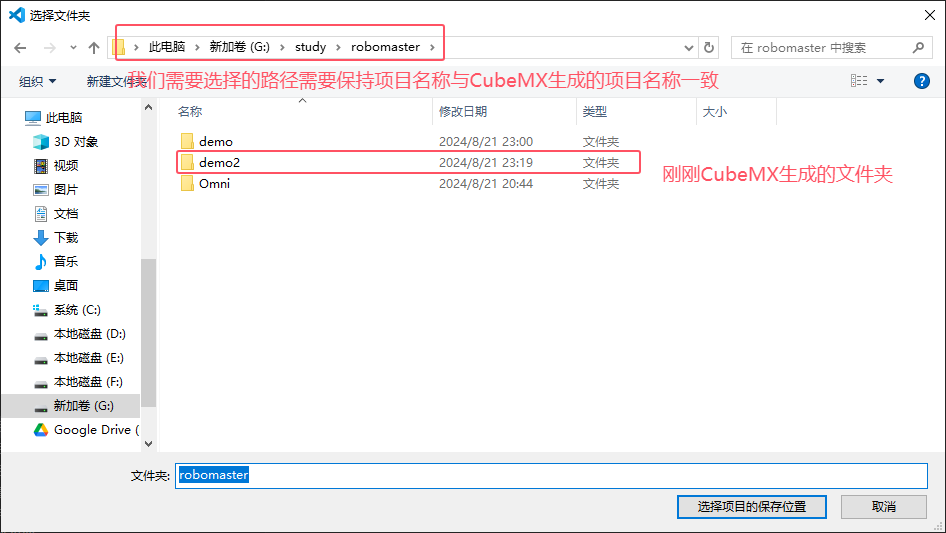 选择文件夹
此电脑 > 新加卷 (G:) > study > robomaster >
在 robomaster 中搜索
组织 新建文件夹
我们需要选择的路径需要保持项目名称与CubeMX生成的项目名称一致
名称 修改日期 类型 大小
此电脑
3D 对象
视频
图片
文档
下载
音乐
桌面
系统 (C:)
本地磁盘 (D:)
本地磁盘 (E:)
本地磁盘 (F:)
新加卷 (G:)
Google Drive (
demo 2024/8/21 23:00 文件夹
demo2 2024/8/21 23:19 文件夹
Omni 2024/8/21 20:44 文件夹
刚刚CubeMX生成的文件夹
文件夹: robomaster
选择项目的保存位置 取消